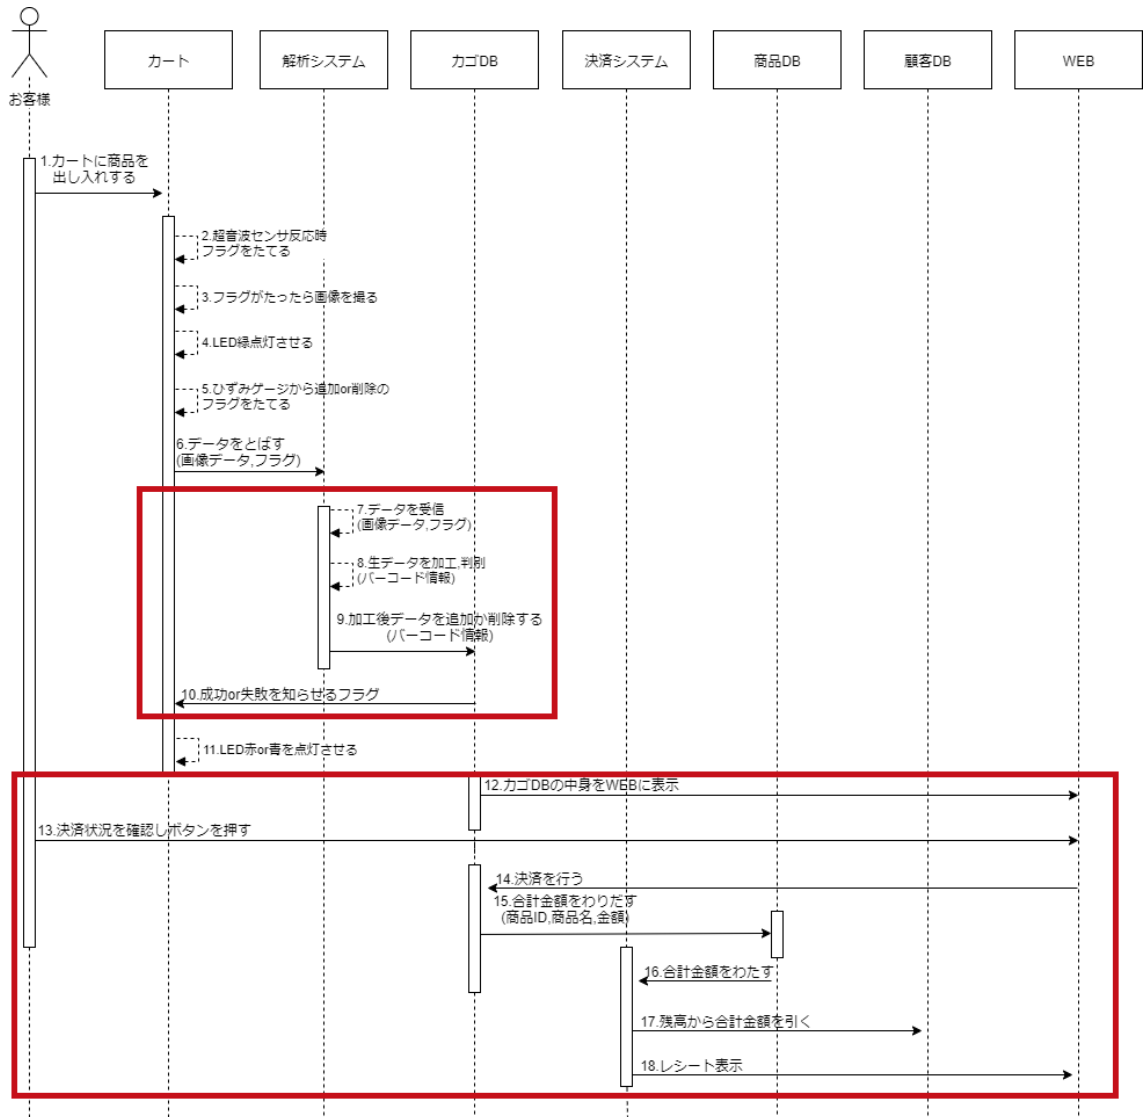 お客様
カート
解析システム
カゴDB
決済システム
商品DB
顧客DB
WEB
1.カートに商品を
出し入れする
2.超音波センサ反応時
フラグをたてる
3.フラグがたったら画像を撮る
4.LED緑点灯させる
5.ひずみゲージから追加or削除の
フラグをたてる
6.データをとばす
(画像データ,フラグ)
7.データを受信
(画像データ,フラグ)
8.生データを加工,判別
(バーコード情報)
9.加工後データを追加か削除する
(バーコード情報)
10.成功or失敗を知らせるフラグ
11.LED赤or青を点灯させる
12.カゴDBの中身をWEBに表示
13.決済状況を確認しボタンを押す
14.決済を行う
15.合計金額をわりだす
(商品ID,商品名,金額)
16.合計金額をわたす
17.残高から合計金額を引く
18.レシート表示